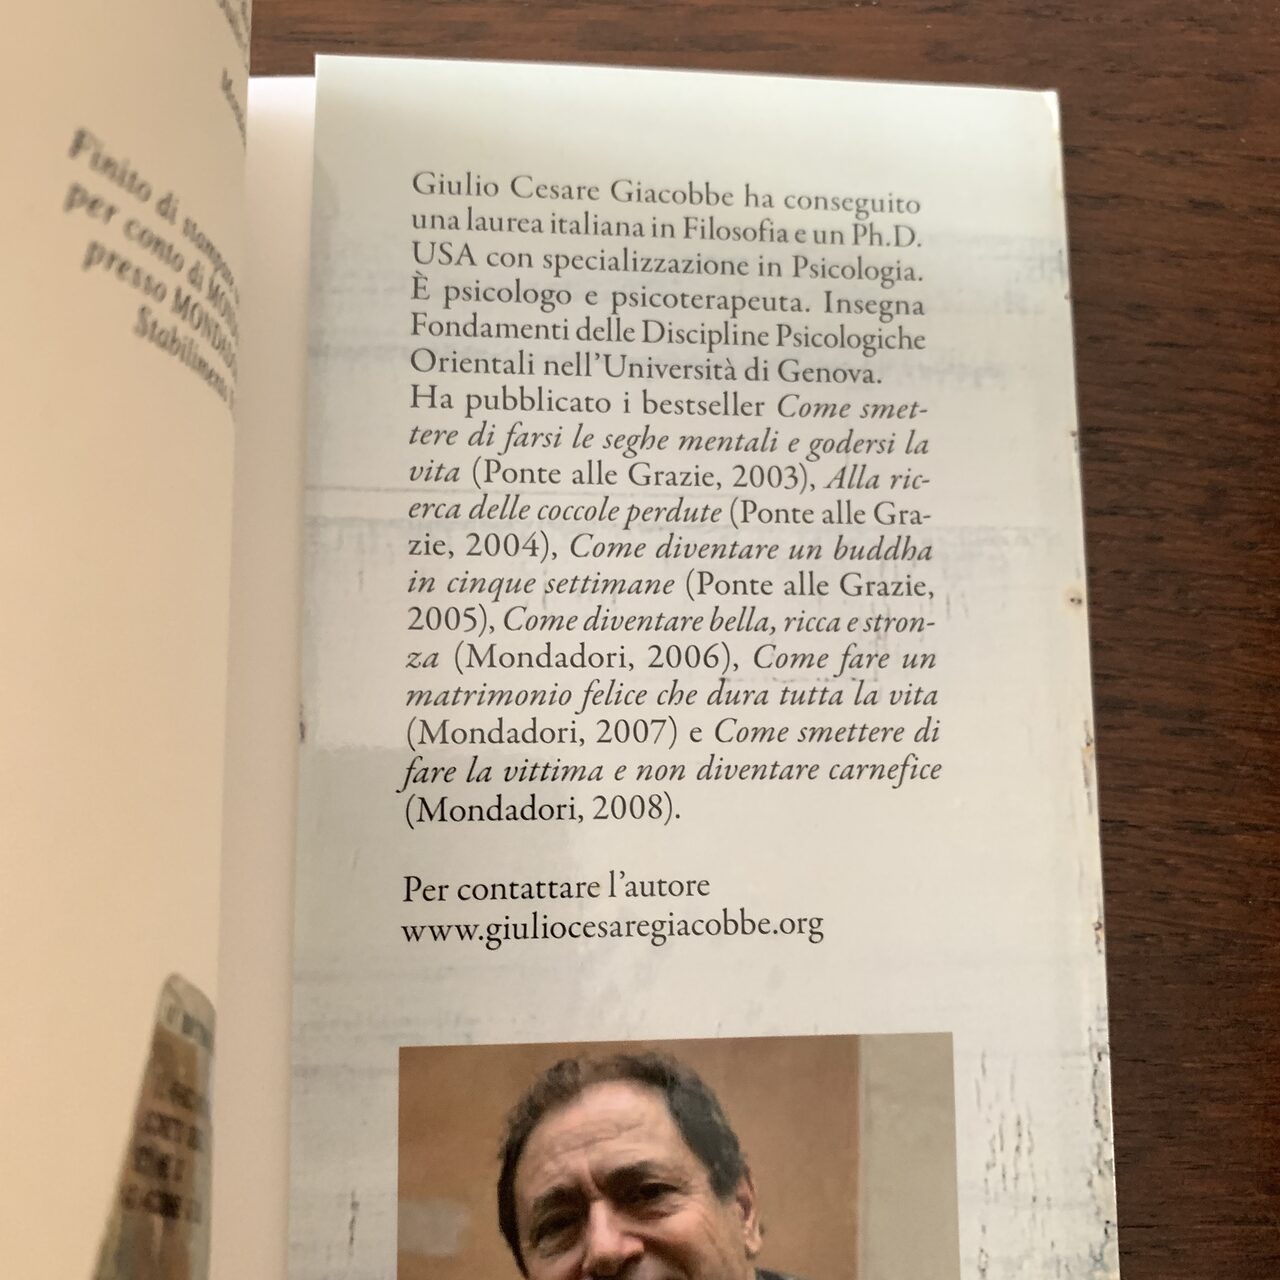 Finito di stampare
per conto di
presso
Stabilimento
Giulio Cesare Giacobbe ha conseguito
una laurea italiana in Filosofia e un Ph.D.
USA con specializzazione in Psicologia.
È psicologo e psicoterapeuta. Insegna
Fondamenti delle Discipline Psicologiche
Orientali nell'Università di Genova.
Ha pubblicato i bestseller Come smet-
tere di farsi le seghe mentali e godersi la
vita (Ponte alle Grazie, 2003), Alla ric-
erca delle coccole perdute (Ponte alle Gra-
zie, 2004), Come diventare un buddha
in cinque settimane (Ponte alle Grazie,
2005), Come diventare bella, ricca e stron-
za (Mondadori, 2006), Come fare un
matrimonio felice che dura tutta la vita
(Mondadori, 2007) e Come smettere di
fare la vittima e non diventare carnefice
(Mondadori, 2008).
Per contattare l'autore
www.giuliocesaregiacobbe.org